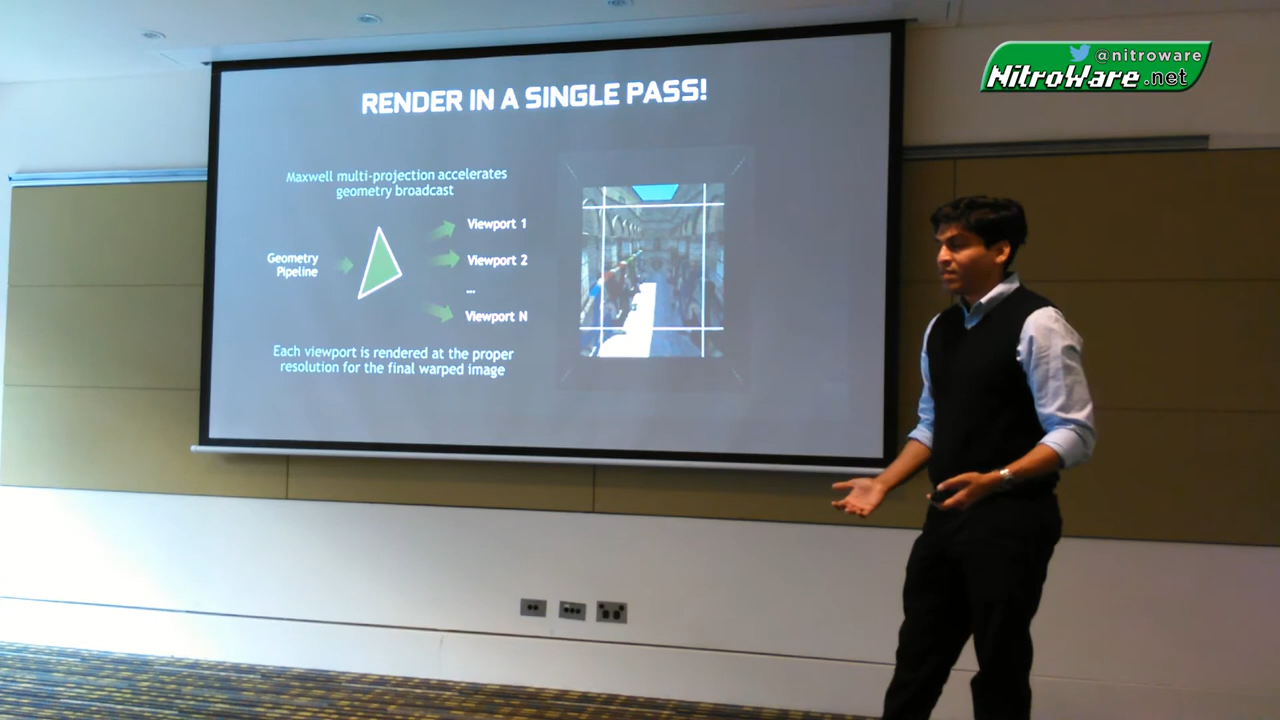 @nitroware
NitroWare.net
RENDER IN A SINGLE PASS!
Maxwell multi-projection accelerates
geometry broadcast
Geometry
Pipeline
Viewport 1
Viewport 2
...
Viewport N
Each viewport is rendered at the proper
resolution for the final warped image